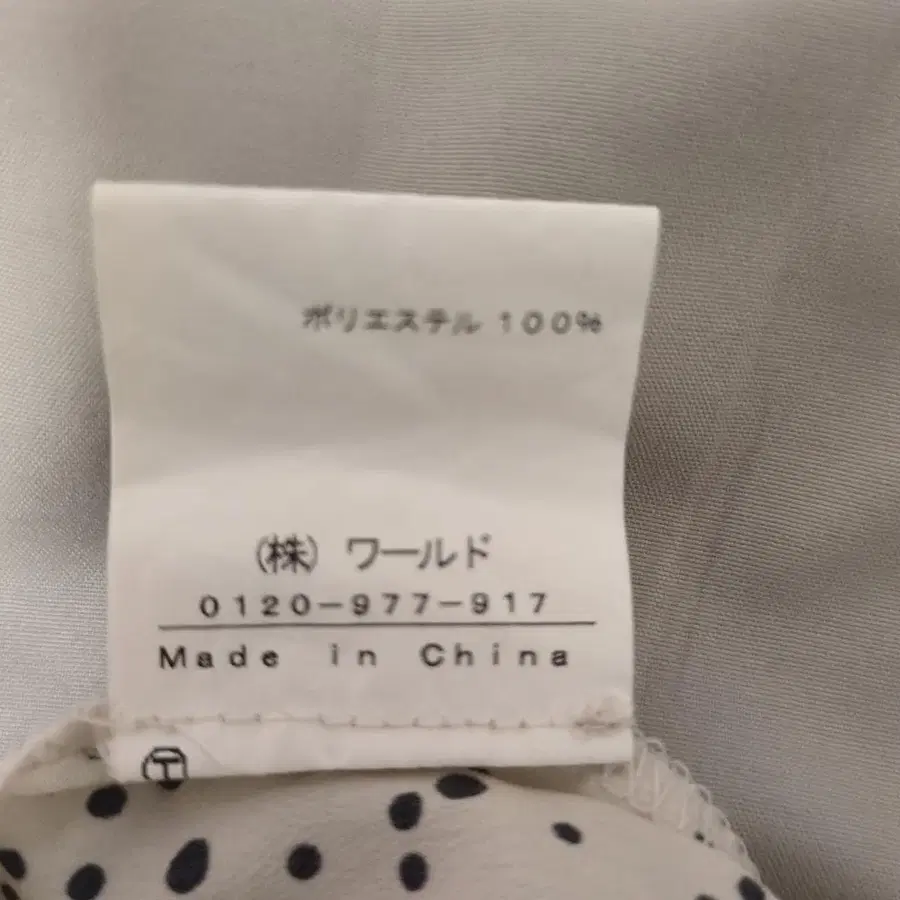 ポリエステル 100%
(株) ワールド
0120-977-917
Made in China
T